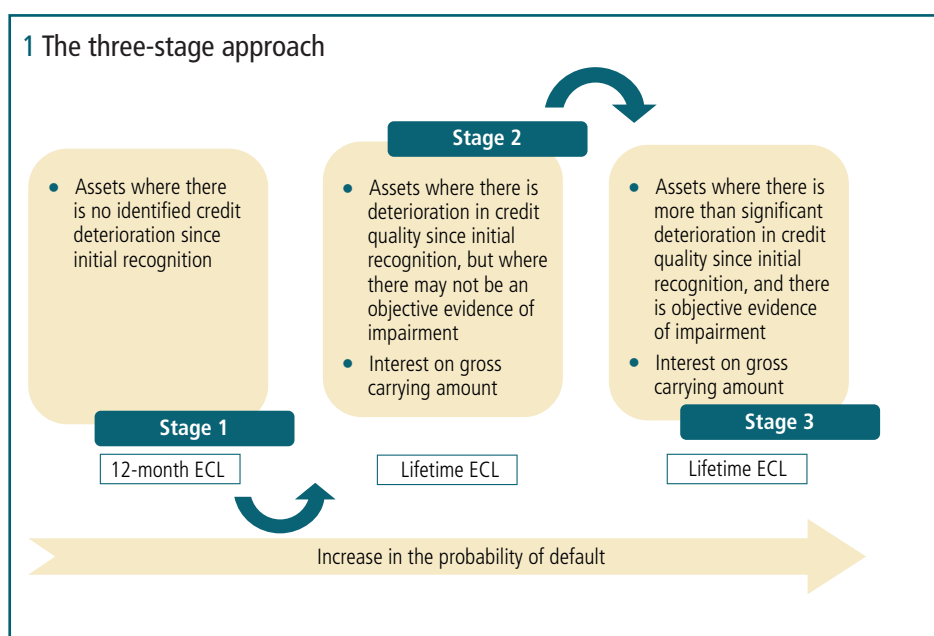 1 The three-stage approach
Stage 1
• Assets where there
is no identified credit
deterioration since
initial recognition
12-month ECL
Stage 2
• Assets where there is
deterioration in credit
quality since initial
recognition, but where
there may not be an
objective evidence of
impairment
• Interest on gross
carrying amount
Lifetime ECL
• Assets where there is
more than significant
deterioration in credit
quality since initial
recognition, and there
is objective evidence
of impairment
• Interest on gross
carrying amount
Stage 3
Lifetime ECL
Increase in the probability of default